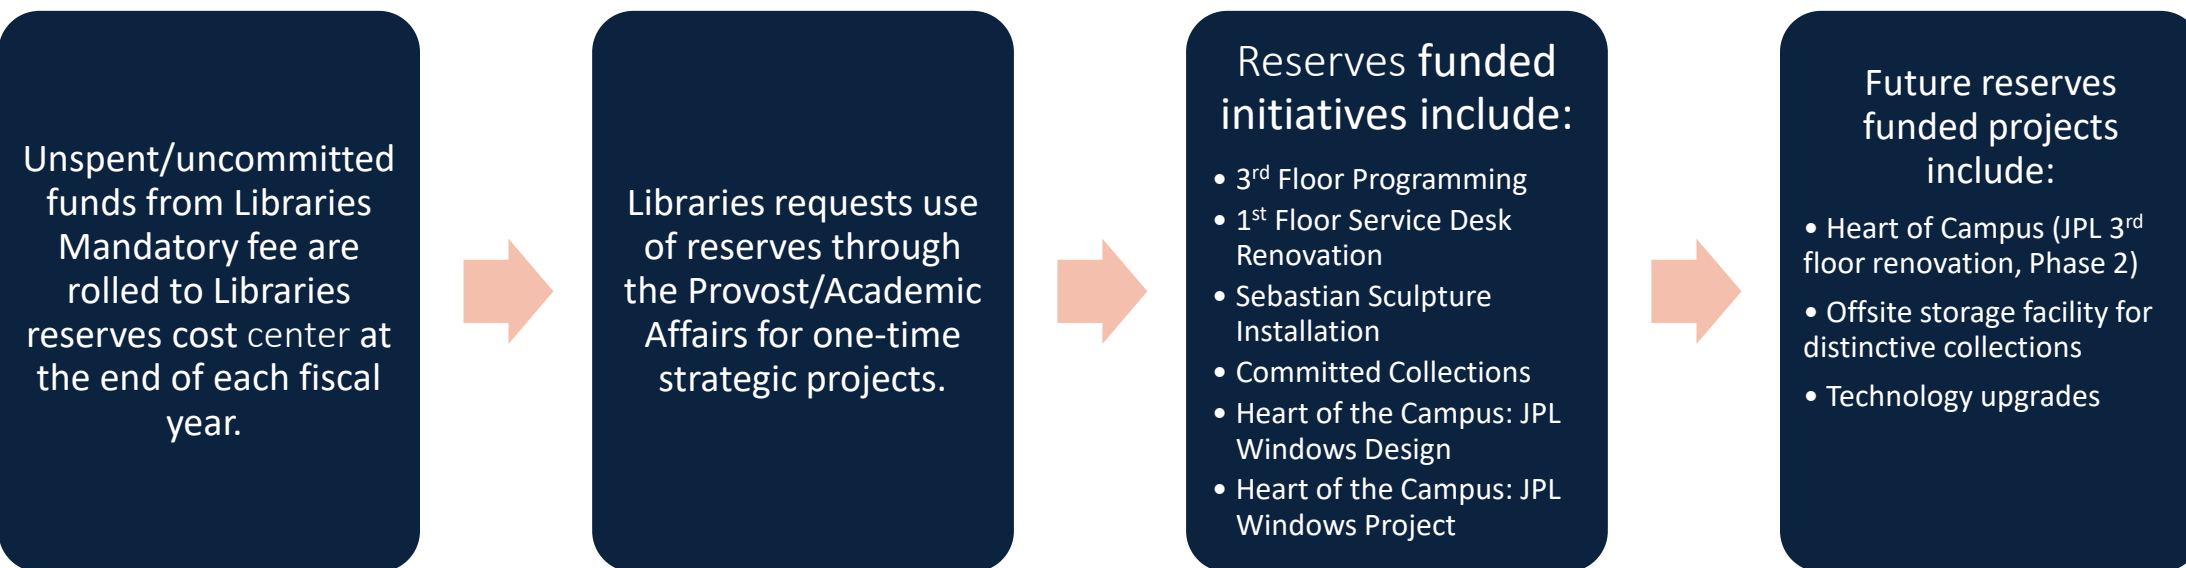 Unspent/uncommitted
funds from Libraries
Mandatory fee are
rolled to Libraries
reserves cost center at
the end of each fiscal
year.
Libraries requests use
of reserves through
the Provost/Academic
Affairs for one-time
strategic projects.
Reserves funded
initiatives include:
• 3rd Floor Programming
• 1st Floor Service Desk
Renovation
• Sebastian Sculpture
Installation
• Committed Collections
• Heart of the Campus: JPL
Windows Design
• Heart of the Campus: JPL
Windows Project
Future reserves
funded projects
include:
• Heart of Campus (JPL 3rd
floor renovation, Phase 2)
• Offsite storage facility for
distinctive collections
• Technology upgrades